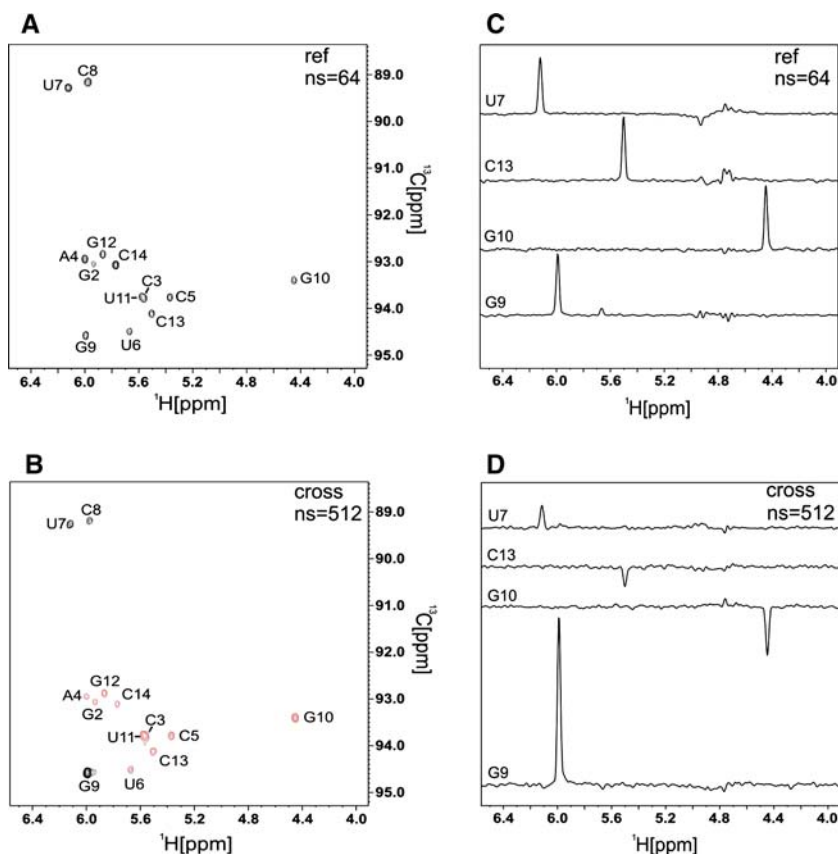 A
ref
ns=64
C8
U7
G12
A4
C14
G2
C3
G10
U11
C5
C13
G9
U6
89.0
90.0
91.0
92.0
93.0
94.0
95.0
13C[ppm]
6.4 6.0 5.6 5.2 4.8 4.4 4.0
1H[ppm]
C
ref
ns=64
U7
C13
G10
G9
6.4 6.0 5.6 5.2 4.8 4.4 4.0
1H[ppm]
B
cross
ns=512
C8
U7
G12
A4
C14
G2
C3
G10
U11
C5
C13
G9
U6
89.0
90.0
91.0
92.0
93.0
94.0
95.0
13C[ppm]
6.4 6.0 5.6 5.2 4.8 4.4 4.0
1H[ppm]
D
cross
ns=512
U7
C13
G10
G9
6.4 6.0 5.6 5.2 4.8 4.4 4.0
1H[ppm]